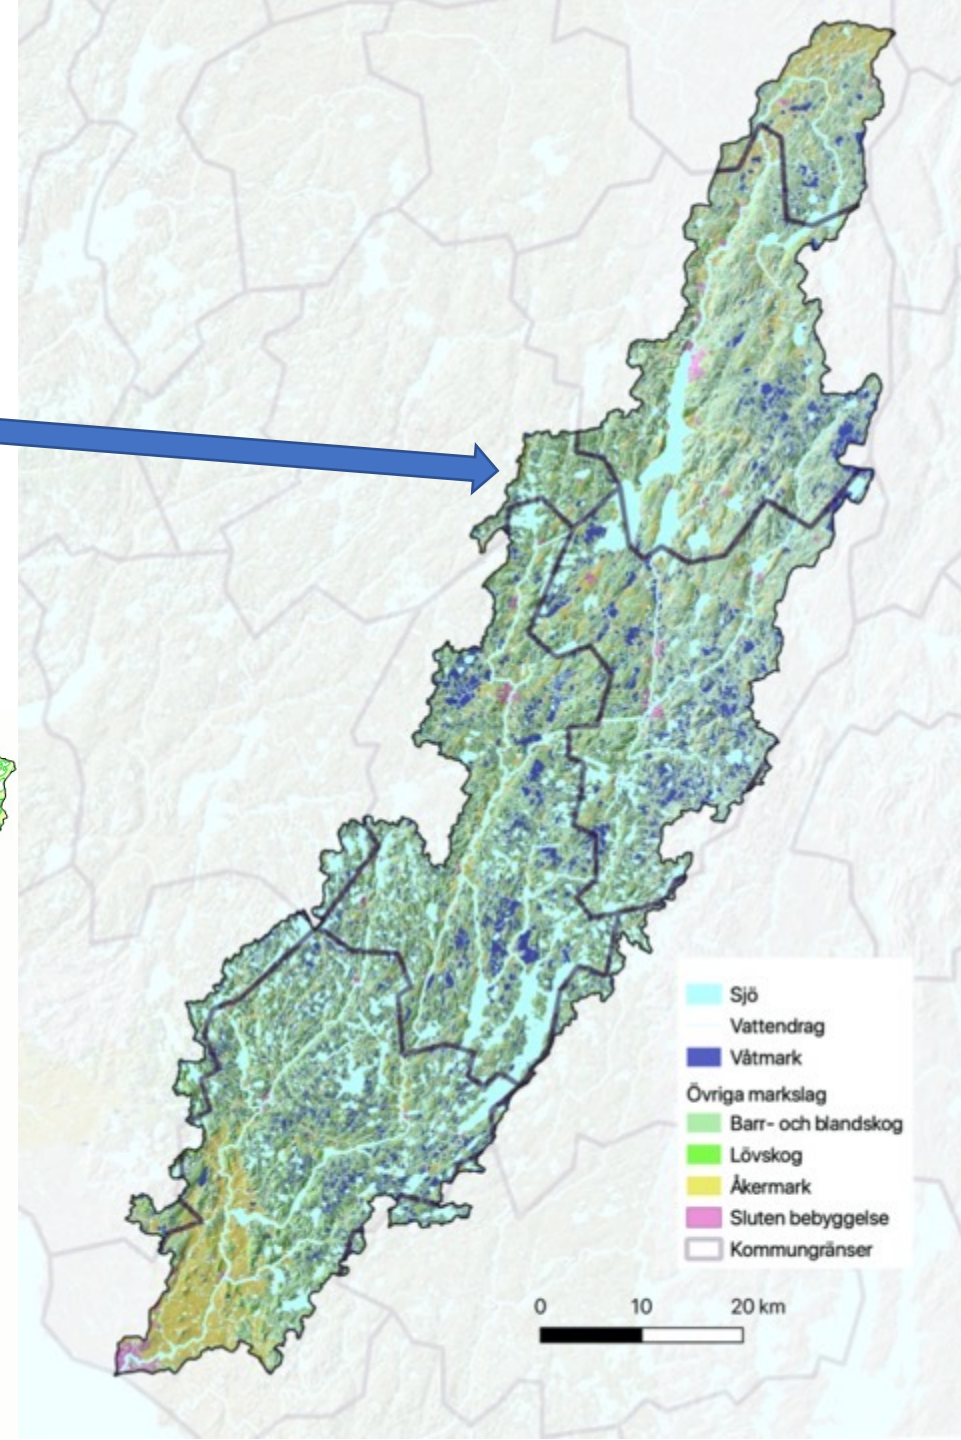 Sjö
Vattendrag
Våtmark
Övriga markslag
Barr- och blandskog
Lövskog
Åkermark
Sluten bebyggelse
Kommungränser
0 10 20 km